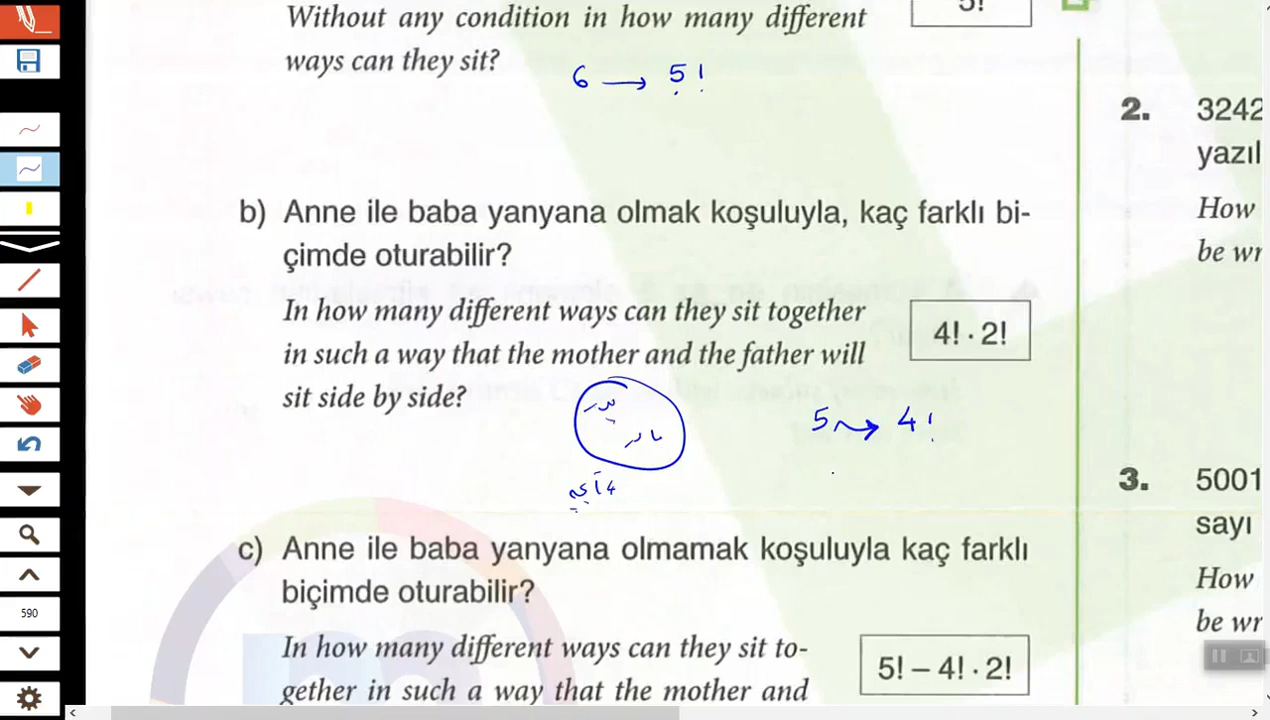 Without any condition in how many different
5!
ways can they sit?
6 → 5!
b) Anne ile baba yanyana olmak koşuluyla, kaç farklı bi-
çimde oturabilir?
In how many different ways can they sit together
in such a way that the mother and the father will
sit side by side?
4! · 2!
پدر
مادر
5 → 4!
c) Anne ile baba yanyana olmamak koşuluyla kaç farklı
biçimde oturabilir?
In how many different ways can they sit to-
gether in such a way that the mother and
5! – 4! · 2!
2. 3242
yazıl
How
be wr
3. 5001
sayı
How
be wr
590